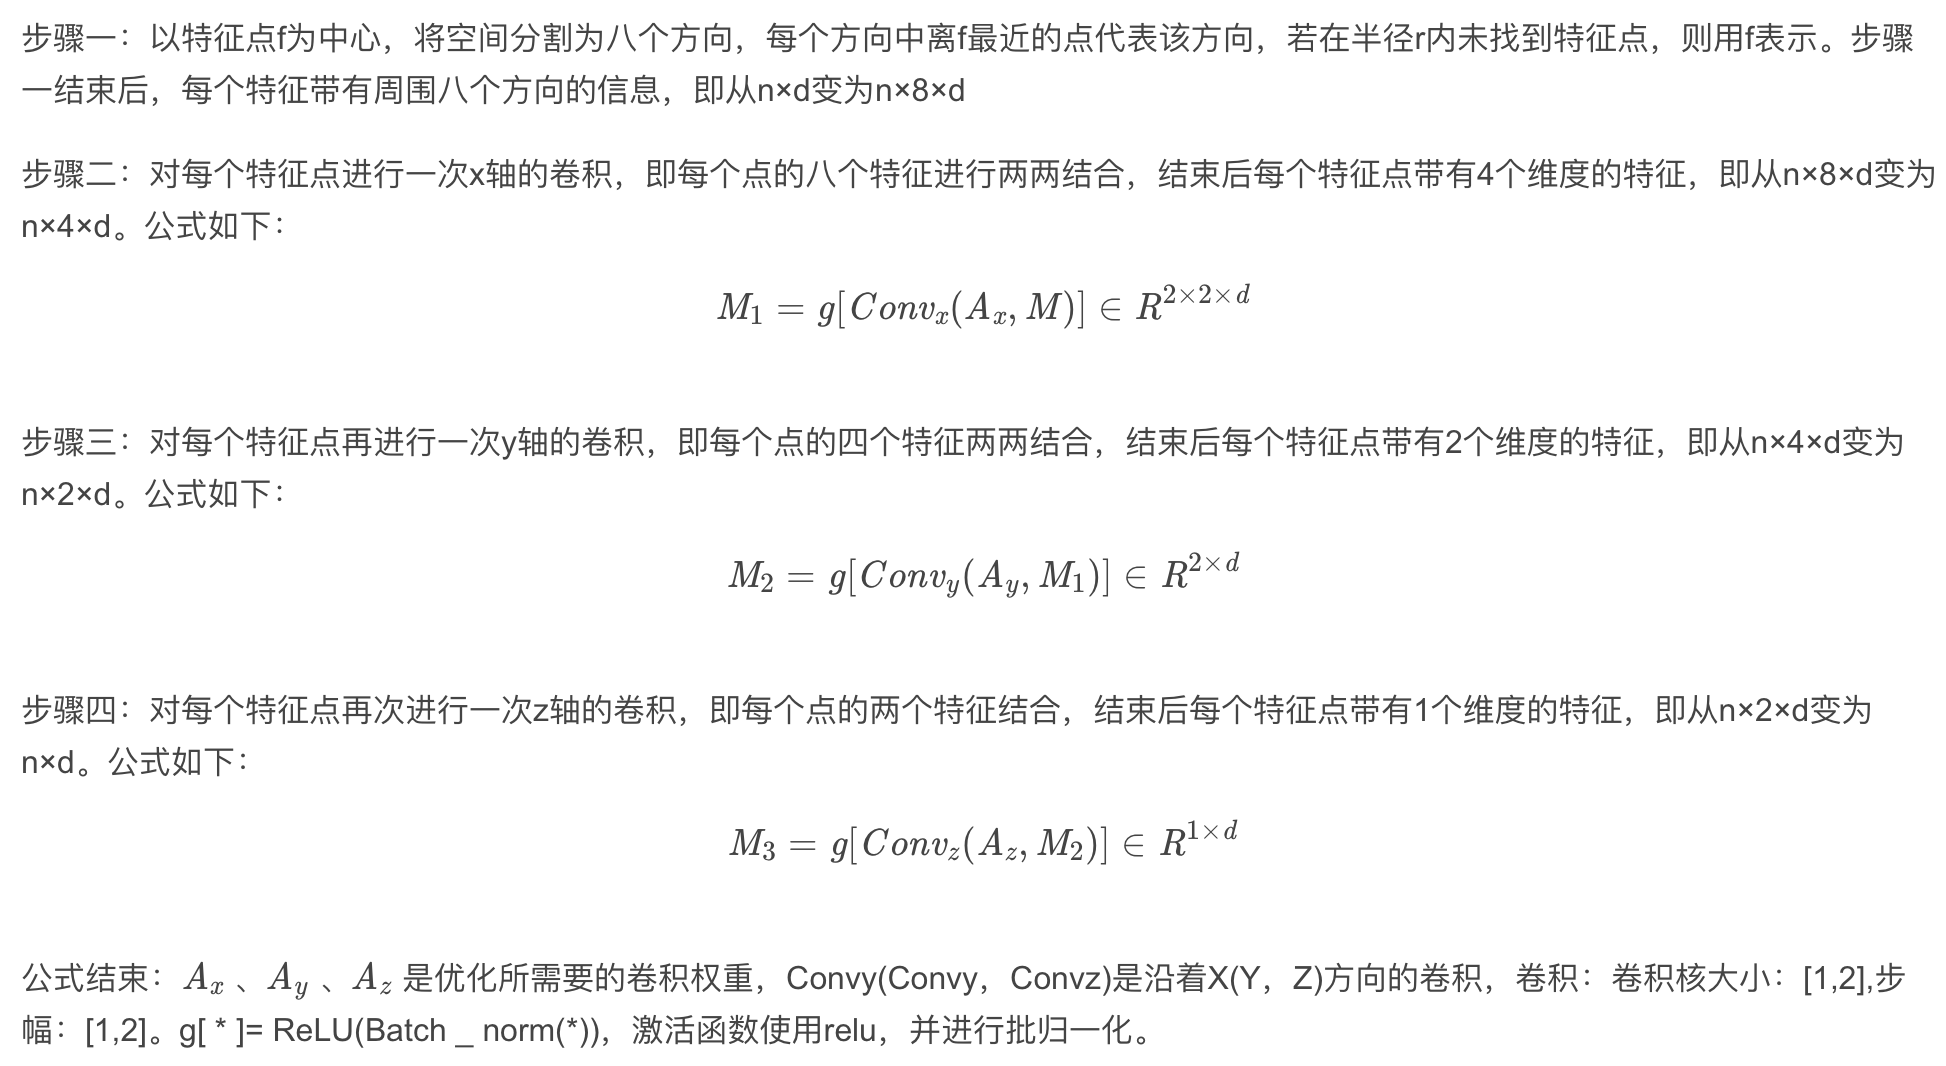 步骤一：以特征点f为中心，将空间分割为八个方向，每个方向中离f最近的点代表该方向，若在半径r内未找到特征点，则用f表示。步骤
一结束后，每个特征带有周围八个方向的信息，即从n×d变为n×8×d
步骤二：对每个特征点进行一次x轴的卷积，即每个点的八个特征进行两两结合，结束后每个特征点带有4个维度的特征，即从n×8×d变为
n×4×d。公式如下：
$M_1 = g[Conv_x(A_x, M)] \in R^{2 \times 2 \times d}$
步骤三：对每个特征点再进行一次y轴的卷积，即每个点的四个特征两两结合，结束后每个特征点带有2个维度的特征，即从n×4×d变为
n×2×d。公式如下：
$M_2 = g[Conv_y(A_y, M_1)] \in R^{2 \times d}$
步骤四：对每个特征点再次进行一次z轴的卷积，即每个点的两个特征结合，结束后每个特征点带有1个维度的特征，即从n×2×d变为
n×d。公式如下：
$M_3 = g[Conv_z(A_z, M_2)] \in R^{1 \times d}$
公式结束：$A_x$ 、$A_y$ 、$A_z$ 是优化所需要的卷积权重，Convy(Convy，Convz)是沿着X(Y，Z)方向的卷积，卷积：卷积核大小：[1,2],步
幅：[1,2]。g[ * ]= ReLU(Batch _ norm(*))，激活函数使用relu，并进行批归一化。